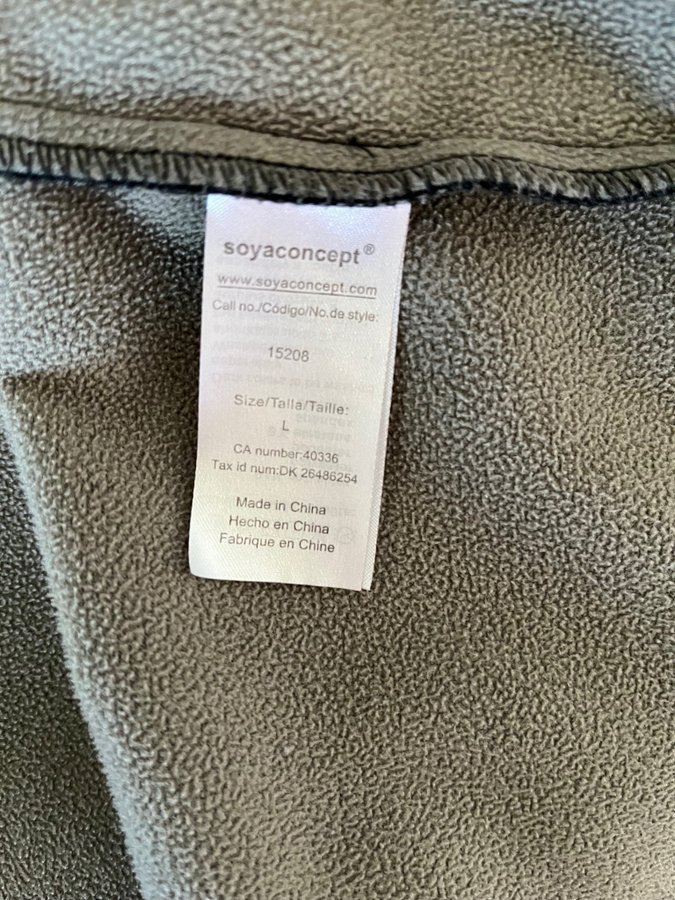 soyaconcept®
www.soyaconcept.com
Call no./Código/No.de style:
15208
Size/Talla/Taille:
L
CA number:40336
Tax id num:DK 26486254
Made in China
Hecho en China
Fabrique en Chine